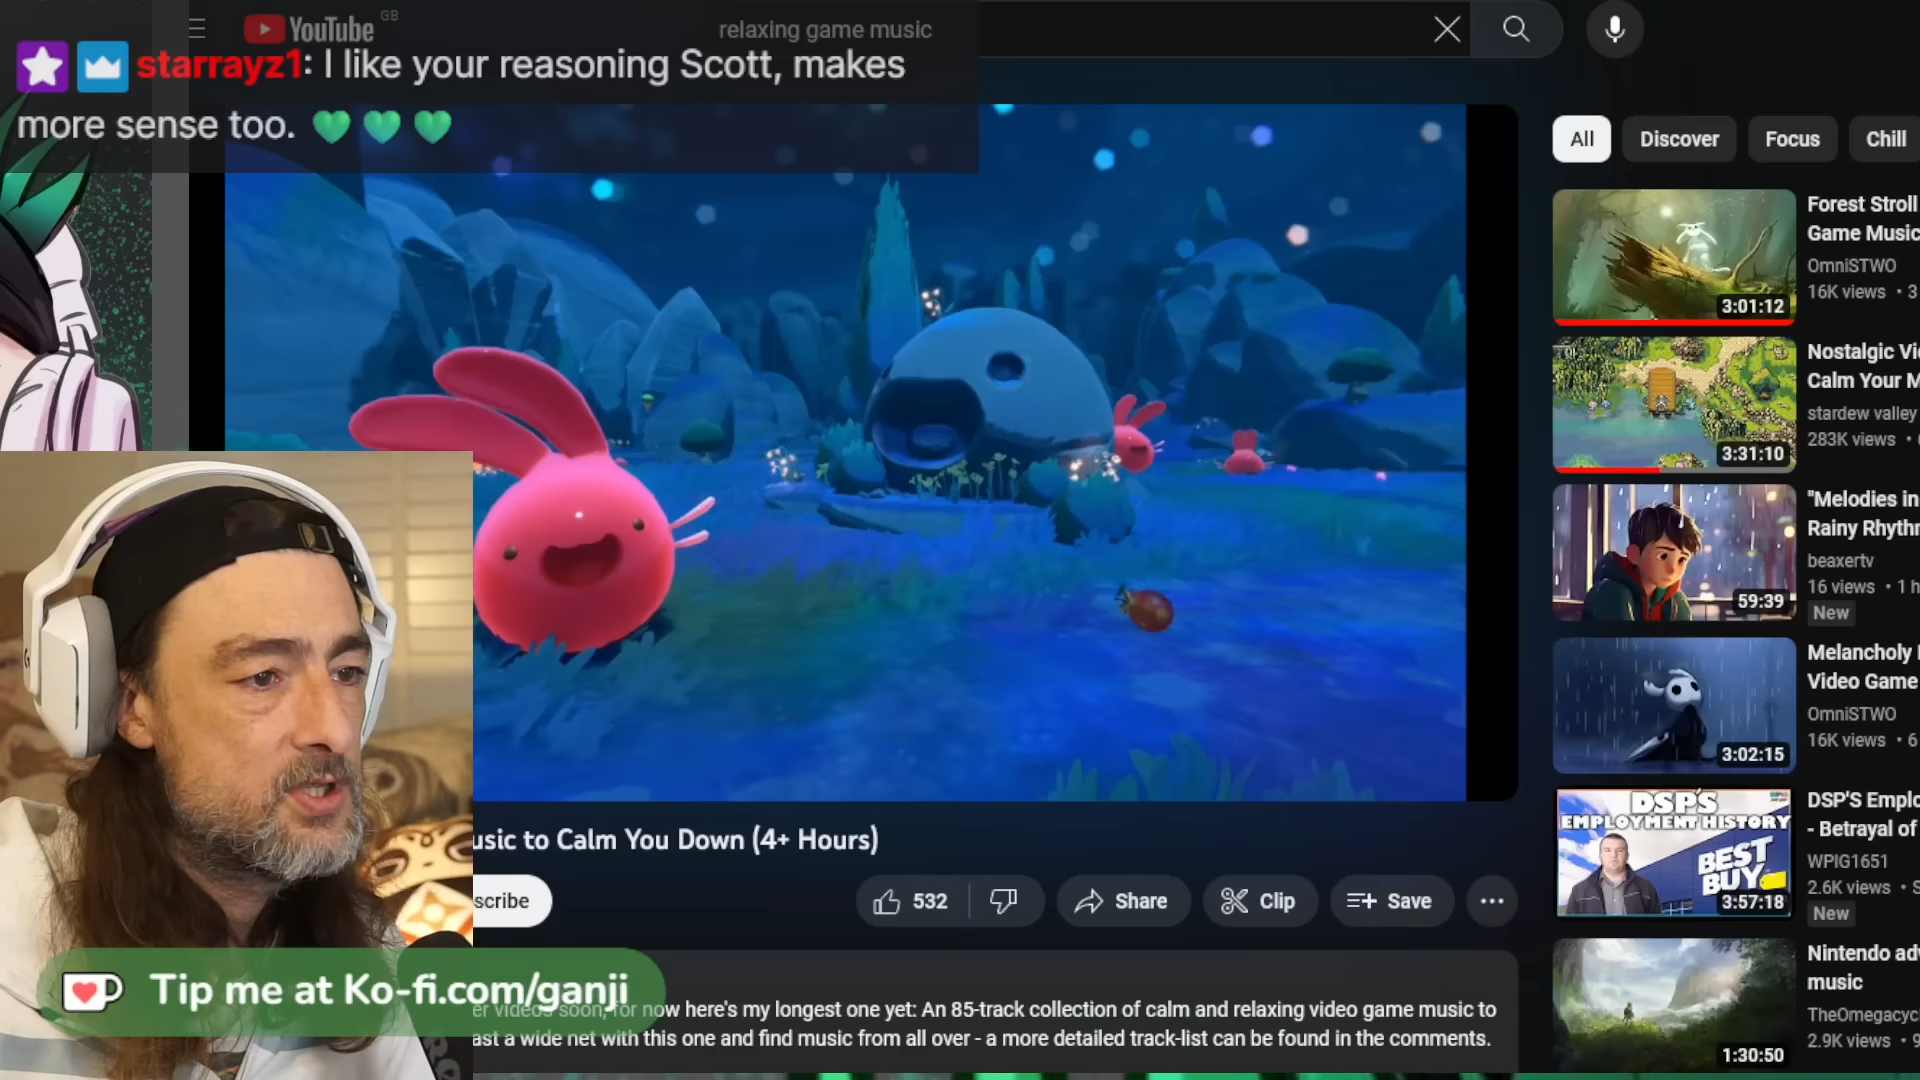 YouTube GB
relaxing game music
starrayz1: I like your reasoning Scott, makes
more sense too. 💚 💚 💚
All Discover Focus Chill
Forest Stroll
Game Music
OmniSTWO
16K views • 3
3:01:12
Nostalgic Vi
Calm Your M
stardew valley
283K views •
3:31:10
"Melodies in
Rainy Rhyth
beaxertv
16 views • 1 h
New
59:39
Melancholy
Video Game
OmniSTWO
16K views • 6
3:02:15
DSP'S
EMPLOYMENT HISTORY
BEST
BUY
3:57:18
DSP'S Emplo
- Betrayal of
WPIG1651
2.6K views • S
New
Nintendo ad
music
TheOmegacyc
2.9K views • 9
1:30:50
usic to Calm You Down (4+ Hours)
scribe
532
Share
Clip
Save
Tip me at Ko-fi.com/ganji
er videos soon, for now here's my longest one yet: An 85-track collection of calm and relaxing video game music to
ast a wide net with this one and find music from all over - a more detailed track-list can be found in the comments.